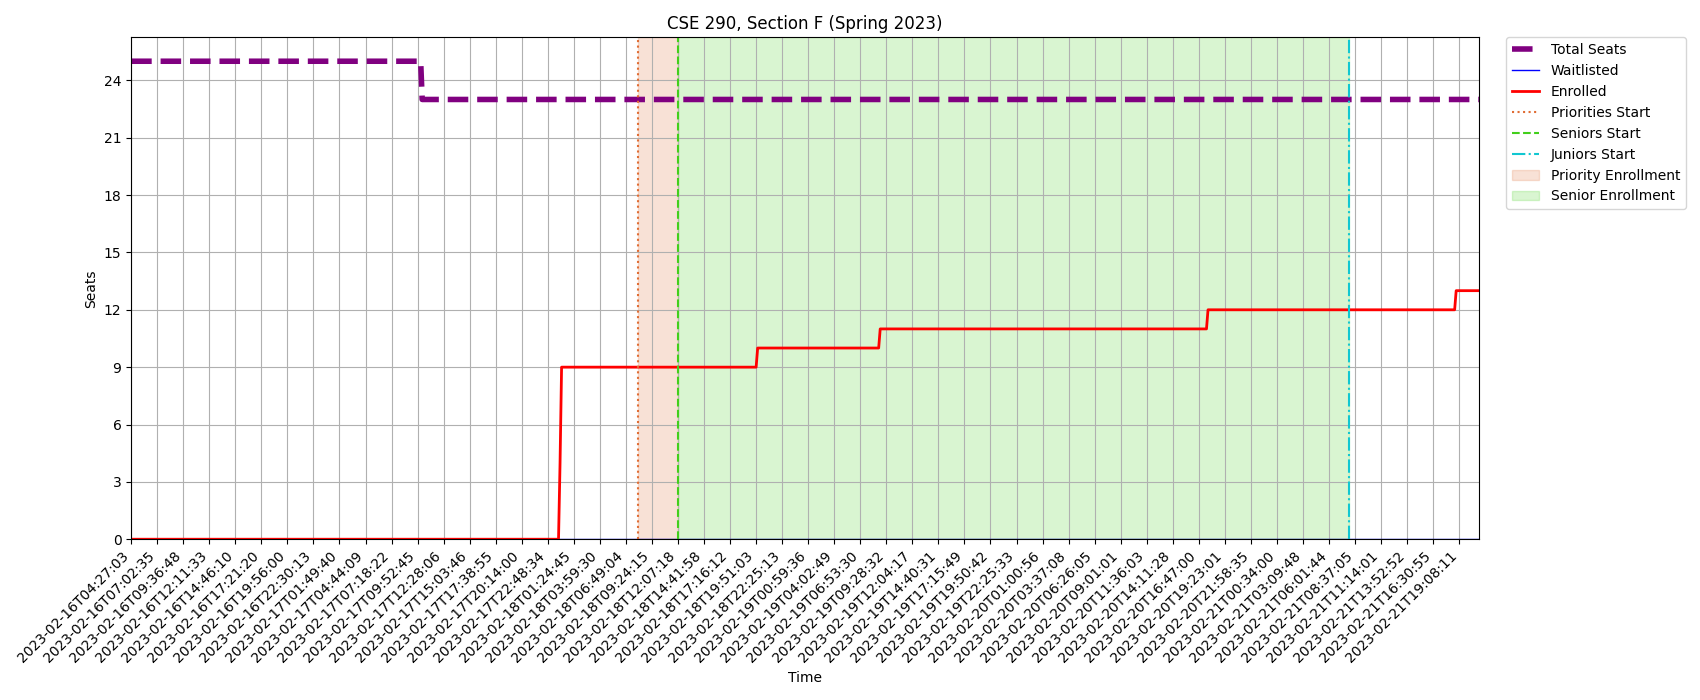 CSE 290, Section F (Spring 2023)
Total Seats
Waitlisted
Enrolled
Priorities Start
Seniors Start
Juniors Start
Priority Enrollment
Senior Enrollment
Seats
24
21
18
15
12
9
6
3
0
2023-02-16T04:27:03
2023-02-16T07:02:35
2023-02-16T09:36:48
2023-02-16T12:11:33
2023-02-16T14:46:10
2023-02-16T17:21:20
2023-02-16T19:56:00
2023-02-16T22:30:13
2023-02-17T01:49:40
2023-02-17T04:44:09
2023-02-17T07:18:22
2023-02-17T09:52:45
2023-02-17T12:28:06
2023-02-17T15:03:46
2023-02-17T17:38:55
2023-02-17T20:14:00
2023-02-17T22:48:34
2023-02-18T01:24:45
2023-02-18T03:59:30
2023-02-18T06:49:04
2023-02-18T09:24:15
2023-02-18T12:07:18
2023-02-18T14:41:58
2023-02-18T17:16:12
2023-02-18T19:51:03
2023-02-18T22:25:13
2023-02-19T00:59:36
2023-02-19T04:02:49
2023-02-19T06:53:30
2023-02-19T09:28:32
2023-02-19T12:04:17
2023-02-19T14:40:31
2023-02-19T17:15:49
2023-02-19T19:50:42
2023-02-19T22:25:33
2023-02-20T01:00:56
2023-02-20T03:37:08
2023-02-20T06:26:05
2023-02-20T09:01:01
2023-02-20T11:36:03
2023-02-20T14:11:28
2023-02-20T16:47:00
2023-02-20T19:23:01
2023-02-20T21:58:35
2023-02-21T00:34:00
2023-02-21T03:09:48
2023-02-21T06:01:44
2023-02-21T08:37:05
2023-02-21T11:14:01
2023-02-21T13:52:52
2023-02-21T16:30:55
2023-02-21T19:08:11
Time